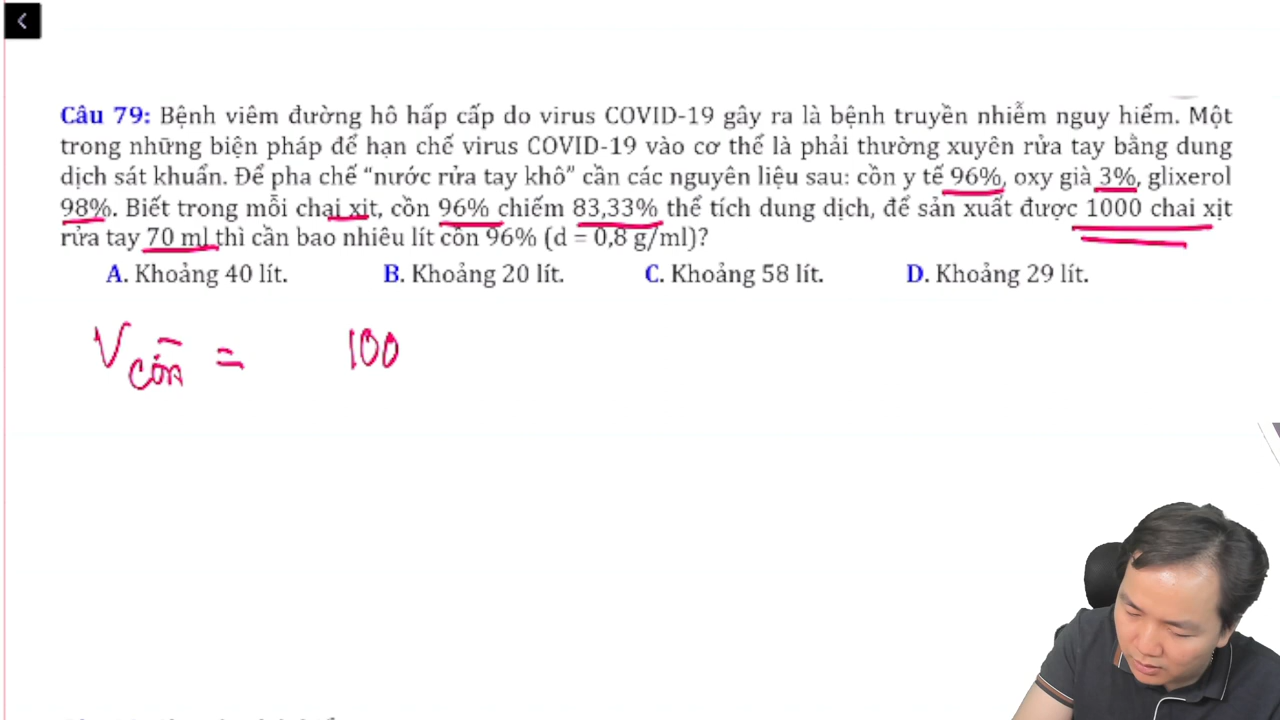 Câu 79: Bệnh viêm đường hô hấp cấp do virus COVID-19 gây ra là bệnh truyền nhiễm nguy hiểm. Một
trong những biện pháp để hạn chế virus COVID-19 vào cơ thể là phải thường xuyên rửa tay bằng dung
dịch sát khuẩn. Để pha chế “nước rửa tay khô” cần các nguyên liệu sau: cồn y tế 96%, oxy già 3%, glixerol
98%. Biết trong mỗi chai xịt, cồn 96% chiếm 83,33% thể tích dung dịch, để sản xuất được 1000 chai xịt
rửa tay 70 ml thì cần bao nhiêu lít cồn 96% (d = 0,8 g/ml)?
A. Khoảng 40 lít. B. Khoảng 20 lít. C. Khoảng 58 lít. D. Khoảng 29 lít.
V cồn = 100